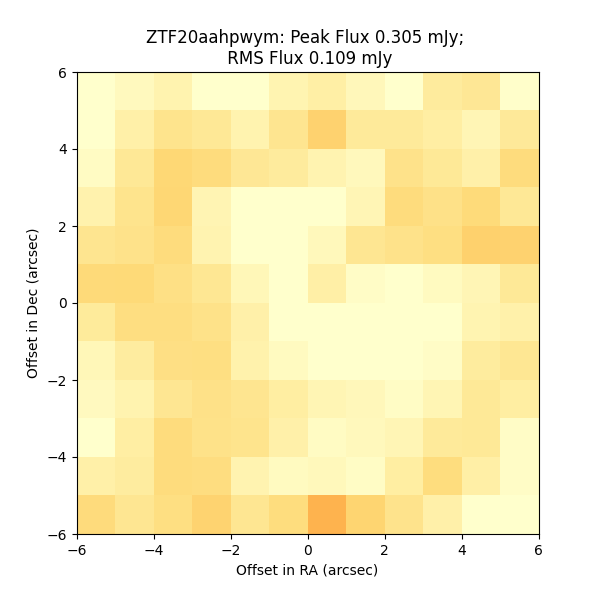 ZTF20aahpwym: Peak Flux 0.305 mJy;
RMS Flux 0.109 mJy
6
4
2
0
−2
−4
−6
Offset in Dec (arcsec)
−6 −4 −2 0 2 4 6
Offset in RA (arcsec)